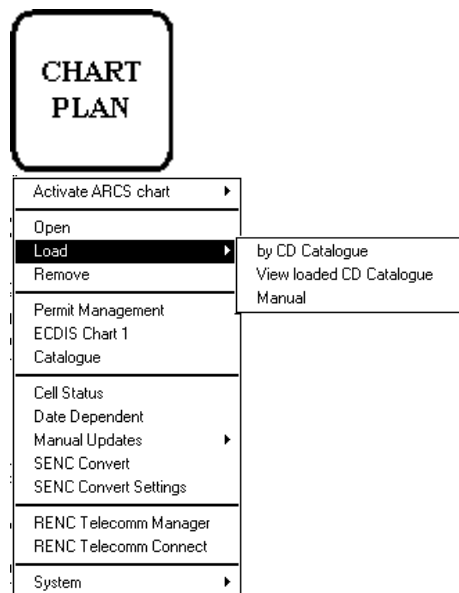 CHART
PLAN
Activate ARCS chart
Open
Load
by CD Catalogue
Remove
View loaded CD Catalogue
Manual
Permit Management
ECDIS Chart 1
Catalogue
Cell Status
Date Dependent
Manual Updates
SENC Convert
SENC Convert Settings
RENC Telecomm Manager
RENC Telecomm Connect
System